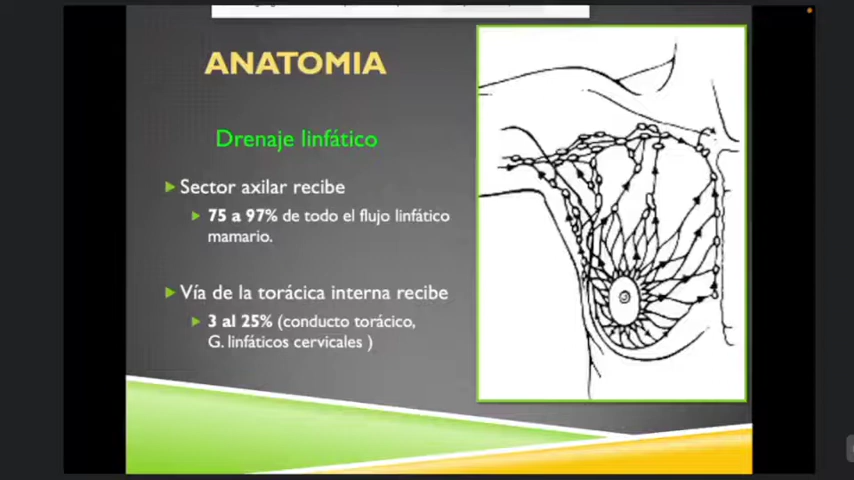 ANATOMIA
Drenaje linfático
Sector axilar recibe
75 a 97% de todo el flujo linfático
mamario.
Vía de la torácica interna recibe
3 al 25% (conducto torácico,
G. linfáticos cervicales )